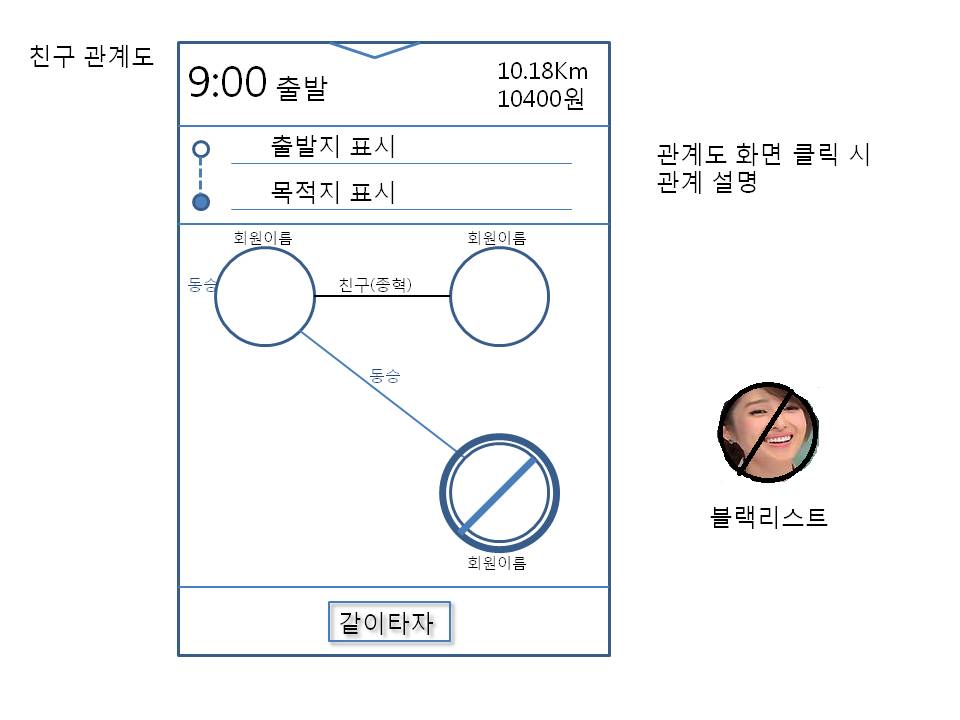 친구 관계도
9:00 출발
10.18Km
10400원
출발지 표시
목적지 표시
관계도 화면 클릭 시
관계 설명
회원이름
회원이름
동승
친구(종혁)
동승
회원이름
블랙리스트
같이타자